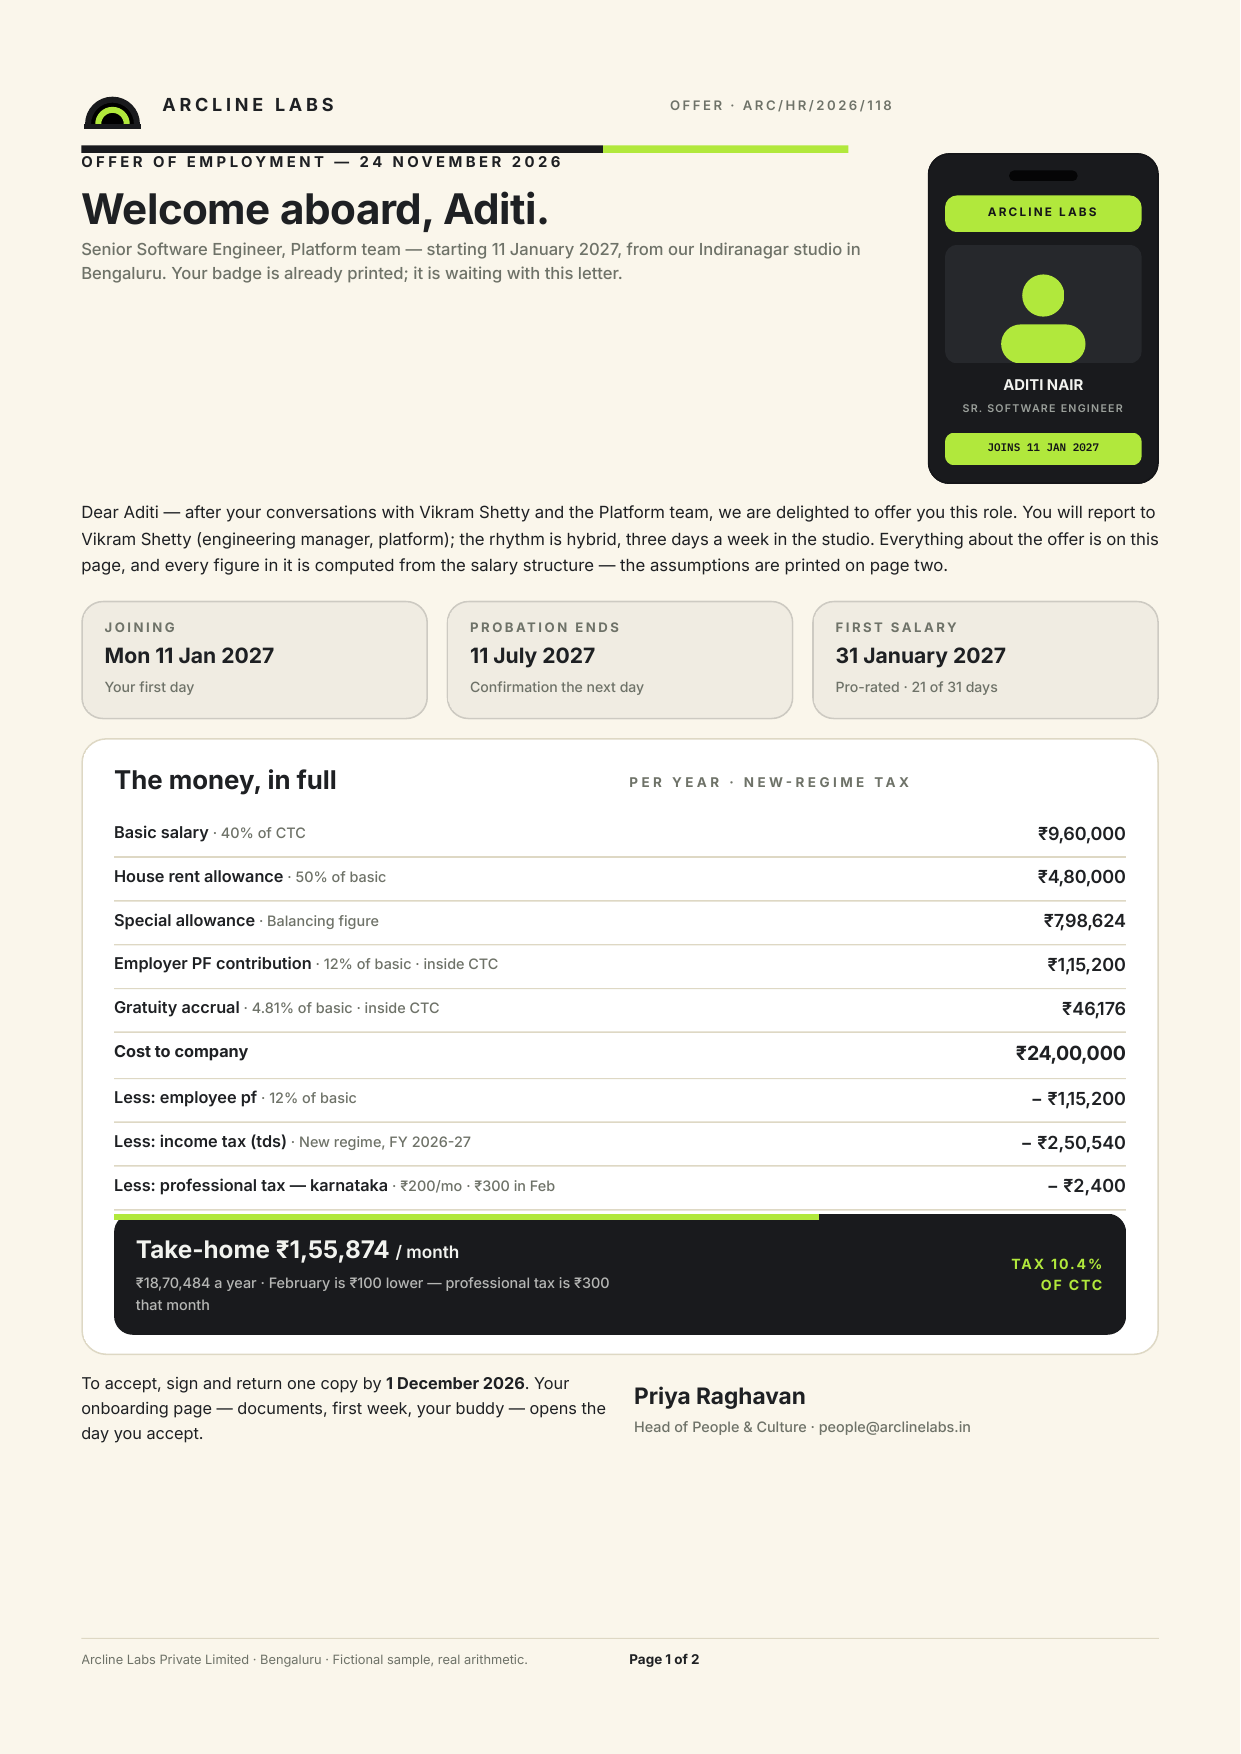 ARCLINE LABS
OFFER · ARC/HR/2026/118
OFFER OF EMPLOYMENT — 24 NOVEMBER 2026
Welcome aboard, Aditi.
Senior Software Engineer, Platform team — starting 11 January 2027, from our Indiranagar studio in
Bengaluru. Your badge is already printed; it is waiting with this letter.
ARCLINE LABS
ADITI NAIR
SR. SOFTWARE ENGINEER
JOINS 11 JAN 2027
Dear Aditi — after your conversations with Vikram Shetty and the Platform team, we are delighted to offer you this role. You will report to
Vikram Shetty (engineering manager, platform); the rhythm is hybrid, three days a week in the studio. Everything about the offer is on this
page, and every figure in it is computed from the salary structure — the assumptions are printed on page two.
JOINING
Mon 11 Jan 2027
Your first day
PROBATION ENDS
11 July 2027
Confirmation the next day
FIRST SALARY
31 January 2027
Pro-rated · 21 of 31 days
The money, in full
PER YEAR · NEW-REGIME TAX
Basic salary · 40% of CTC ₹9,60,000
House rent allowance · 50% of basic ₹4,80,000
Special allowance · Balancing figure ₹7,98,624
Employer PF contribution · 12% of basic · inside CTC ₹1,15,200
Gratuity accrual · 4.81% of basic · inside CTC ₹46,176
Cost to company ₹24,00,000
Less: employee pf · 12% of basic − ₹1,15,200
Less: income tax (tds) · New regime, FY 2026-27 − ₹2,50,540
Less: professional tax — karnataka · ₹200/mo · ₹300 in Feb − ₹2,400
Take-home ₹1,55,874 / month
₹18,70,484 a year · February is ₹100 lower — professional tax is ₹300
that month
TAX 10.4%
OF CTC
To accept, sign and return one copy by 1 December 2026. Your
onboarding page — documents, first week, your buddy — opens the
day you accept.
Priya Raghavan
Head of People & Culture · people@arclinelabs.in
Arcline Labs Private Limited · Bengaluru · Fictional sample, real arithmetic.
Page 1 of 2